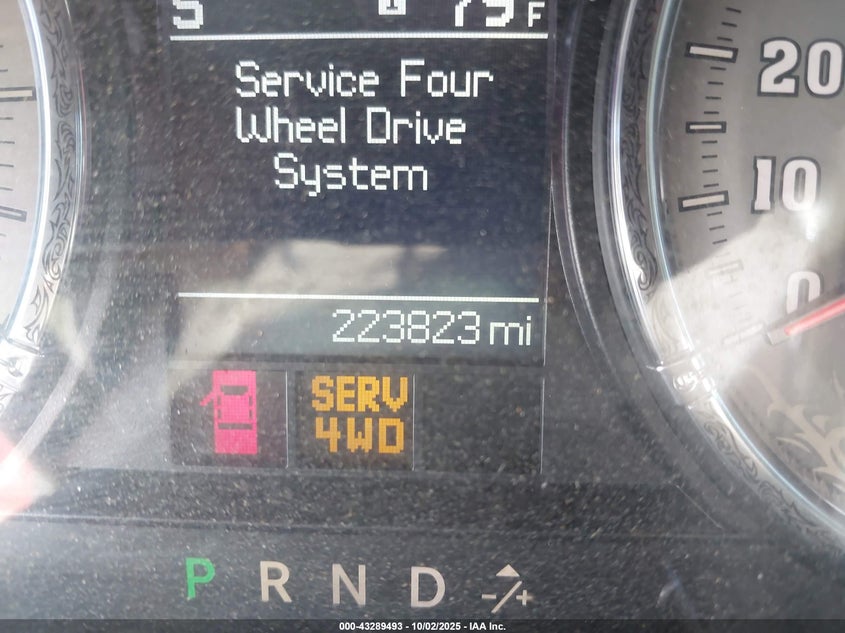 S 79 F
Service Four
Wheel Drive
System
223823 mi
SERV
4WD
20
10
0
P R N D -/+
000-43289493 - 10/02/2025 - IAA Inc.